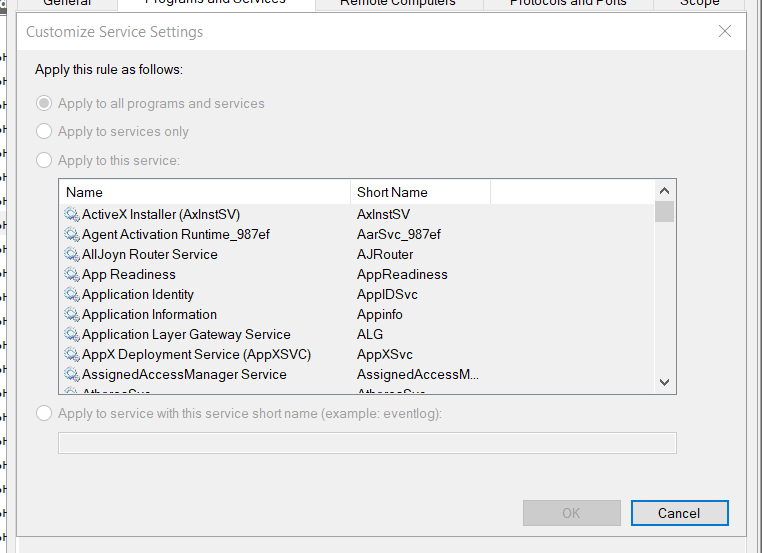 General Programs and Services Remote Computers Protocols and Ports Scope
Customize Service Settings
Apply this rule as follows:
Apply to all programs and services
Apply to services only
Apply to this service:
Name Short Name
ActiveX Installer (AxInstSV) AxInstSV
Agent Activation Runtime_987ef AarSvc_987ef
AllJoyn Router Service AJRouter
App Readiness AppReadiness
Application Identity AppIDSvc
Application Information Appinfo
Application Layer Gateway Service ALG
AppX Deployment Service (AppXSVC) AppXSvc
AssignedAccessManager Service AssignedAccessM...
AtherosSvc AtherosSvc
Apply to service with this service short name (example: eventlog):
OK Cancel